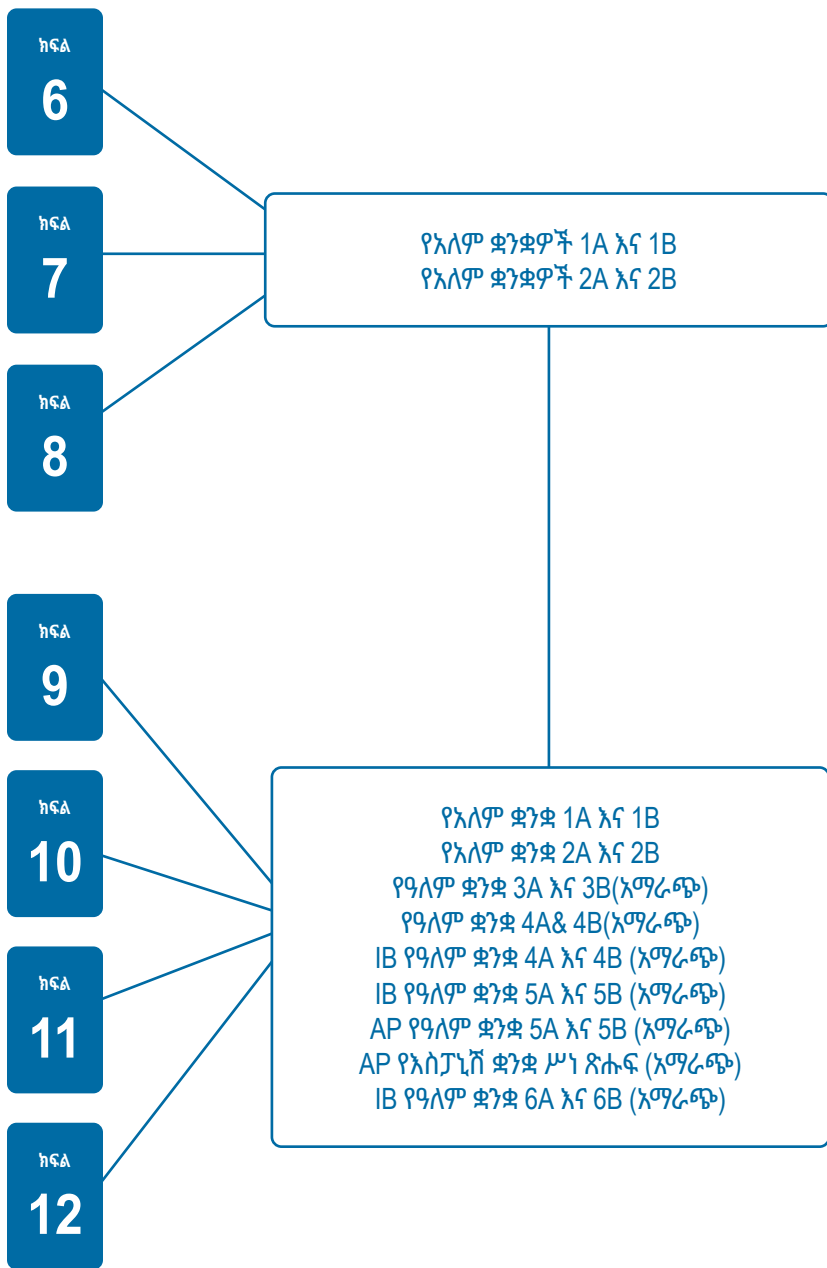 ክፍል
6
ክፍል
7
ክፍል
8
የአለም ቋንቋዎች 1A እና 1B
የአለም ቋንቋዎች 2A እና 2B
ክፍል
9
ክፍል
10
ክፍል
11
ክፍል
12
የአለም ቋንቋ 1A እና 1B
የአለም ቋንቋ 2A እና 2B
የዓለም ቋንቋ 3A እና 3B(አማራጭ)
የዓለም ቋንቋ 4A& 4B(አማራጭ)
IB የዓለም ቋንቋ 4A እና 4B (አማራጭ)
IB የዓለም ቋንቋ 5A እና 5B (አማራጭ)
AP የዓለም ቋንቋ 5A እና 5B (አማራጭ)
AP የእስፓኒሽ ቋንቋ ሥነ ጽሑፍ (አማራጭ)
IB የዓለም ቋንቋ 6A እና 6B (አማራጭ)